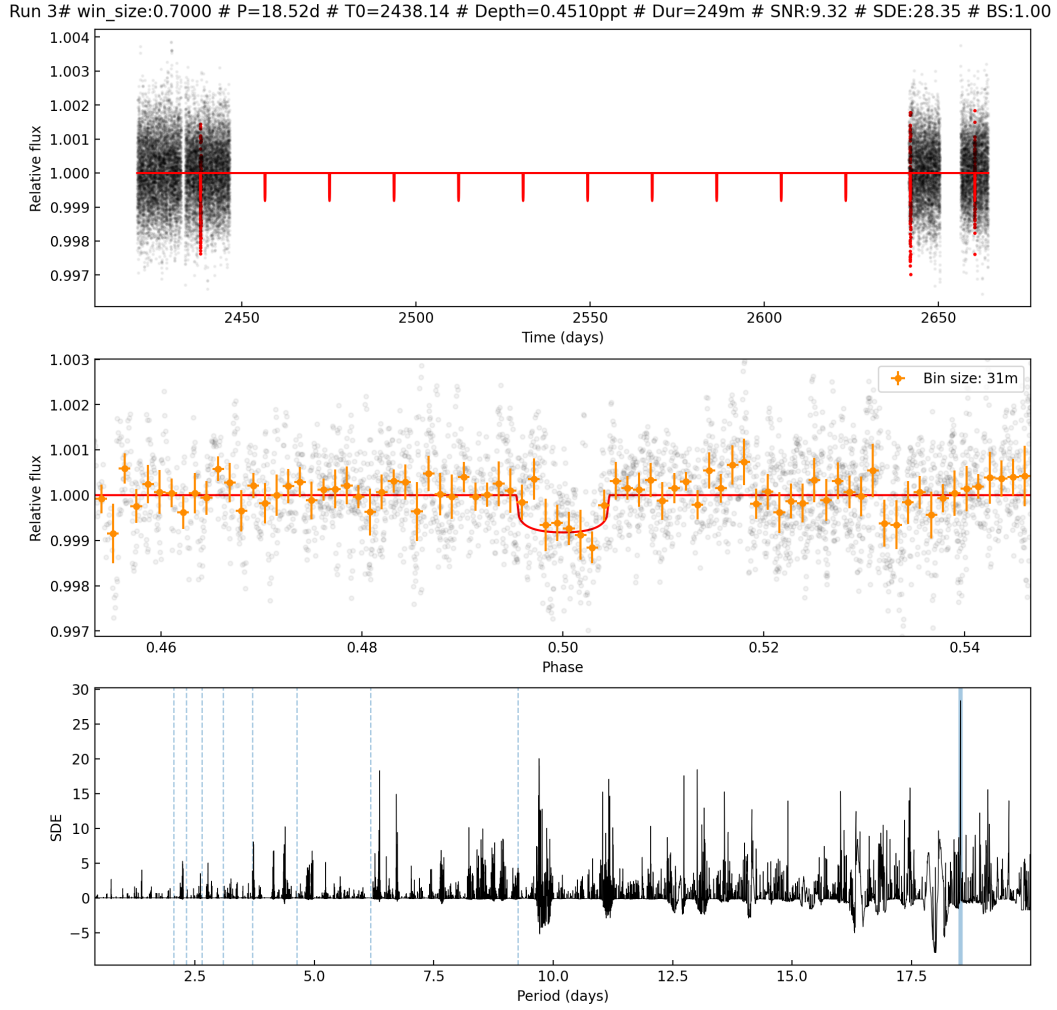 Run 3# win_size:0.7000 # P=18.52d # T0=2438.14 # Depth=0.4510ppt # Dur=249m # SNR:9.32 # SDE:28.35 # BS:1.00
1.004
1.003
1.002
1.001
1.000
0.999
0.998
0.997
Relative flux
2450 2500 2550 2600 2650
Time (days)
1.003
1.002
1.001
1.000
0.999
0.998
0.997
Relative flux
Bin size: 31m
0.46 0.48 0.50 0.52 0.54
Phase
30
25
20
15
10
5
0
−5
SDE
2.5 5.0 7.5 10.0 12.5 15.0 17.5
Period (days)